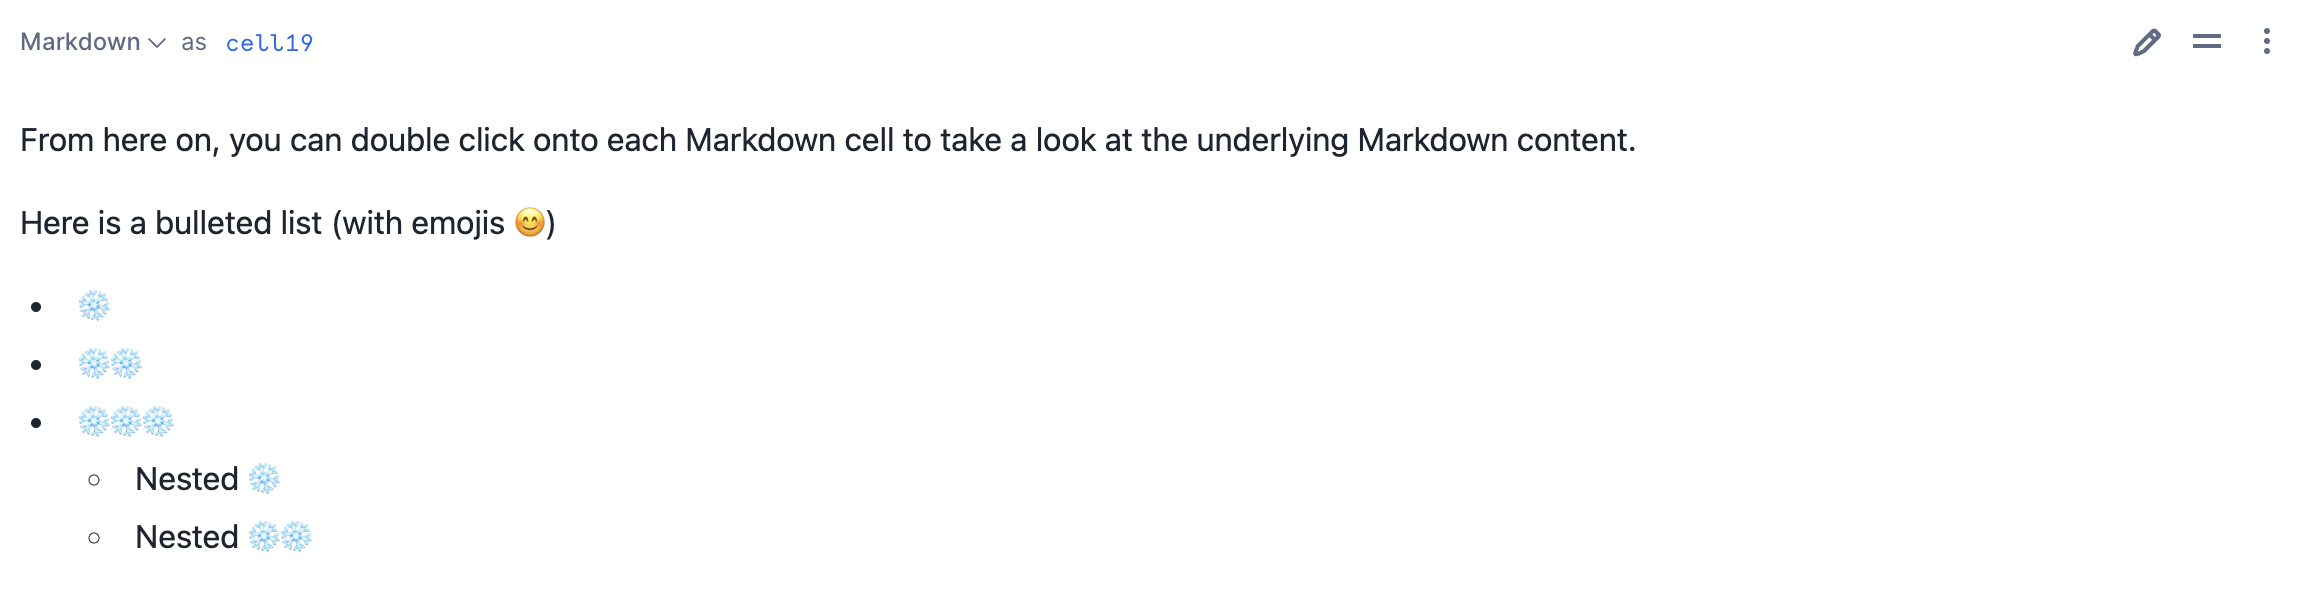 Markdown as cell19
From here on, you can double click onto each Markdown cell to take a look at the underlying Markdown content.
Here is a bulleted list (with emojis 😊)
• ❄️
• ❄️❄️
• ❄️❄️❄️
◦ Nested ❄️
◦ Nested ❄️❄️